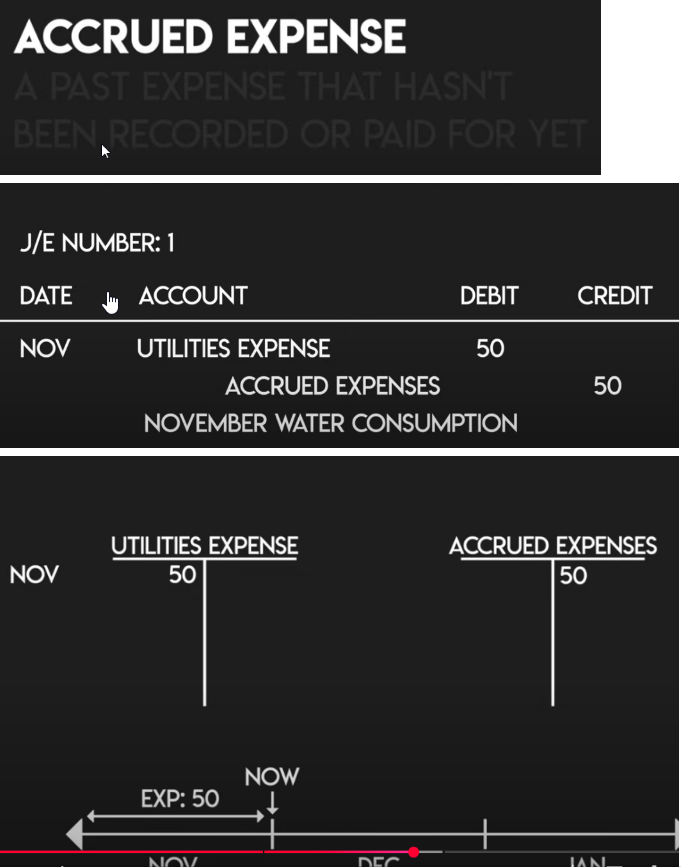 ACCRUED EXPENSE
A PAST EXPENSE THAT HASN'T
BEEN RECORDED OR PAID FOR YET
J/E NUMBER: 1
DATE ACCOUNT DEBIT CREDIT
NOV UTILITIES EXPENSE 50
ACCRUED EXPENSES 50
NOVEMBER WATER CONSUMPTION
UTILITIES EXPENSE ACCRUED EXPENSES
NOV 50 50
NOW
EXP: 50
NOV DEC JAN